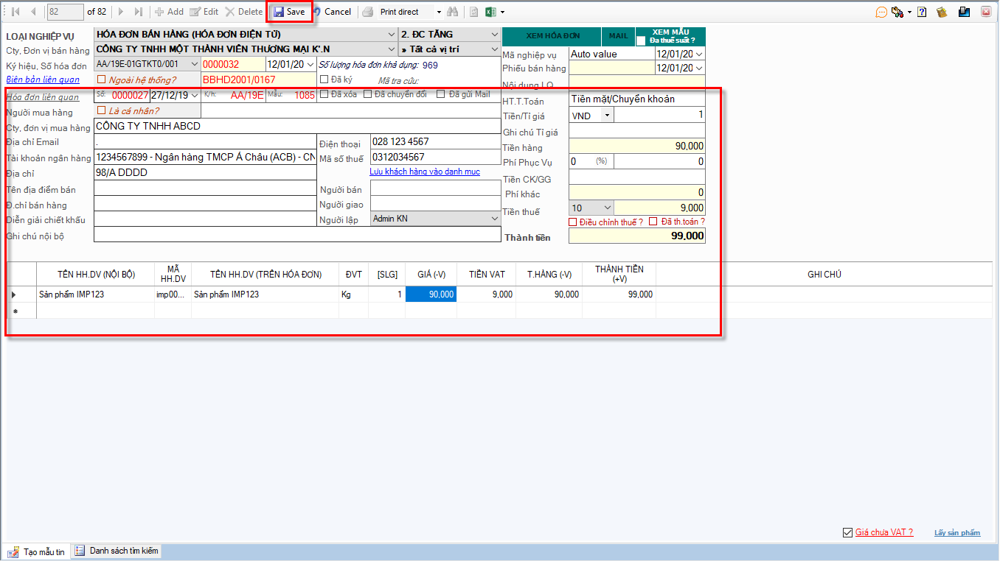 82 of 82 Add Edit Delete Save Cancel Print direct
LOẠI NGHIỆP VỤ HÓA ĐƠN BÁN HÀNG (HÓA ĐƠN ĐIỆN TỬ) 2. ĐC TĂNG XEM HÓA ĐƠN MAIL XEM MẪU
Đa thuế suất ?
Cty, Đơn vị bán hàng CÔNG TY TNHH MỘT THÀNH VIÊN THƯƠNG MẠI K'.N » Tất cả vị trí Mã nghiệp vụ Auto value 12/01/20
Ký hiệu, Số hóa đơn AA/19E-01GTKT0/001 0000032 12/01/20 Số lượng hóa đơn khả dụng: 969 Phiếu bán hàng 12/01/20
Biên bản liên quan Ngoài hệ thống? BBHD2001/0167 Đã ký Mã tra cứu: Nội dung LQ
Hóa đơn liên quan Số: 0000027 27/12/19 K/h: AA/19E Mẫu: 1085 Đã xóa Đã chuyển đổi Đã gửi Mail HT.T.Toán Tiền mặt/Chuyển khoản
Người mua hàng Là cá nhân? Tiền/Tỉ giá VND 1
Cty, đơn vị mua hàng CÔNG TY TNHH ABCD Ghi chú Tỉ giá
Địa chỉ Email . Điện thoại 028 123 4567 Tiền hàng 90,000
Tài khoản ngân hàng 1234567899 - Ngân hàng TMCP Á Châu (ACB) - CN Mã số thuế 0312034567 Phí Phục Vụ 0 (%) 0
Địa chỉ 98/A DDDD Lưu khách hàng vào danh mục Tiền CK/GG
Tên địa điểm bán Người bán Phí khác 0
Đ.chỉ bán hàng Người giao Tiền thuế 10 9,000
Diễn giải chiết khấu Người lập Admin KN Điều chỉnh thuế ? Đã th.toán ?
Ghi chú nội bộ Thành tiền 99,000
TÊN HH.DV (NỘI BỘ) MÃ HH.DV TÊN HH.DV (TRÊN HÓA ĐƠN) ĐVT [SLG] GIÁ (-V) TIỀN VAT T.HÀNG (-V) THÀNH TIỀN (+V) GHI CHÚ
Sản phẩm IMP123 imp00... Sản phẩm IMP123 Kg 1 90,000 9,000 90,000 99,000
Giá chưa VAT ? Lấy sản phẩm
Tạo mẫu tin Danh sách tìm kiếm